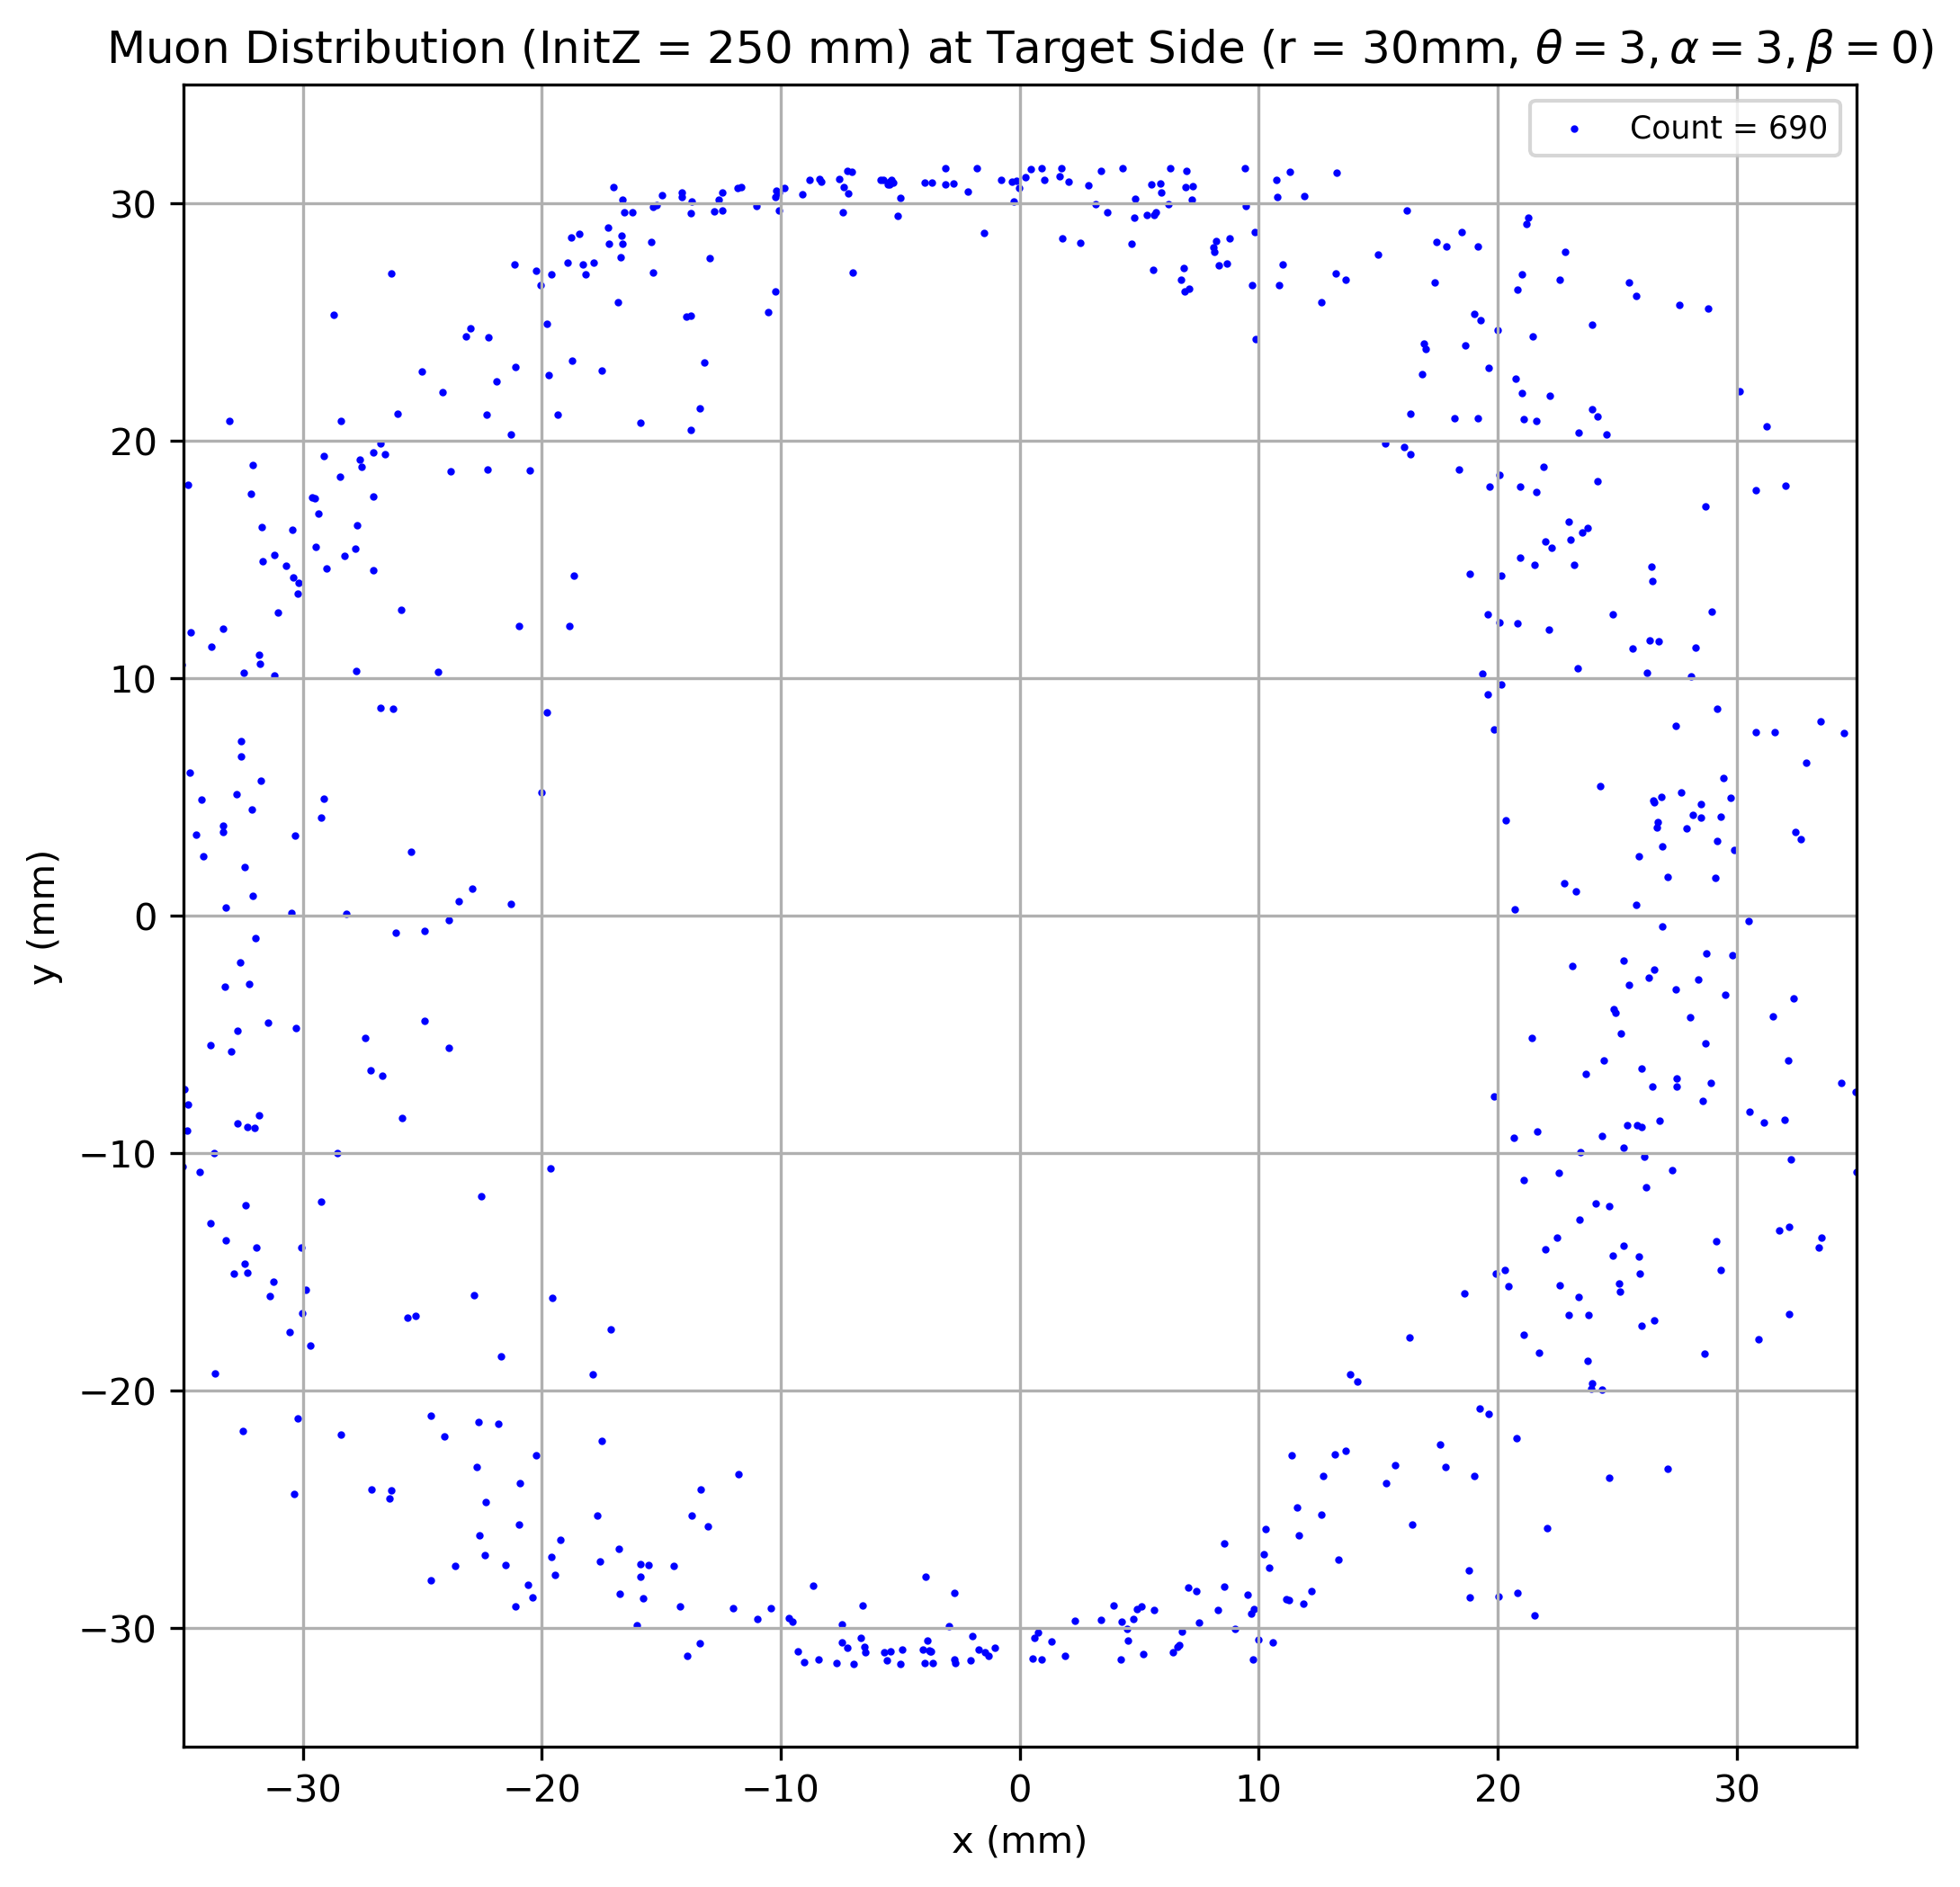 Muon Distribution (InitZ = 250 mm) at Target Side (r = 30mm, θ = 3, α = 3, β = 0)
Count = 690
30
20
10
0
−10
−20
−30
y (mm)
−30 −20 −10 0 10 20 30
x (mm)